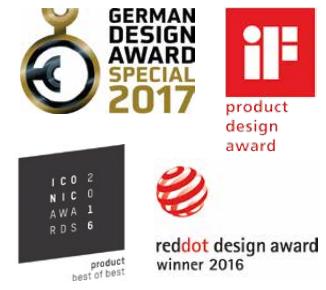 GERMAN
DESIGN
AWARD
SPECIAL
2017
iF
product
design
award
ICO 2
NIC 0
AWA 1
RDS 6
product
best of best
reddot design award
winner 2016